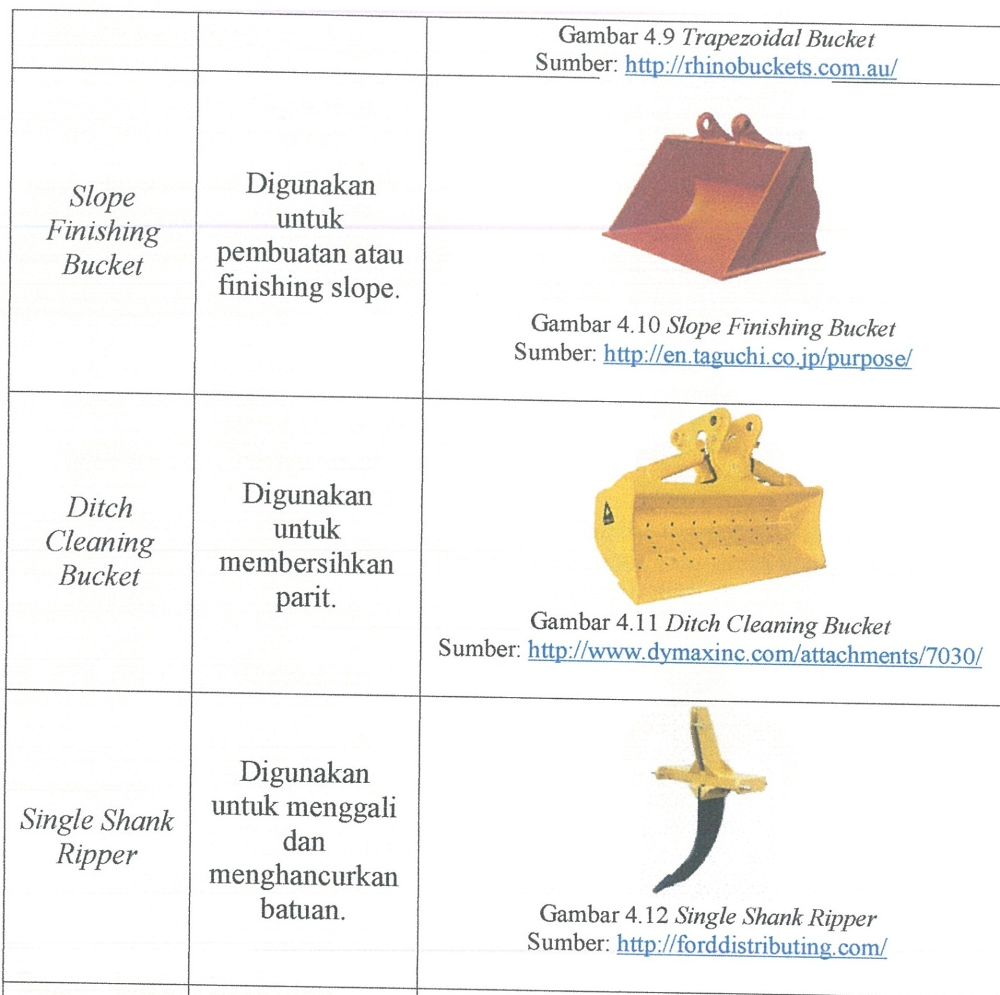 Gambar 4.9 Trapezoidal Bucket
Sumber: http://rhinobuckets.com.au/
Slope
Finishing
Bucket
Digunakan
untuk
pembuatan atau
finishing slope.
Gambar 4.10 Slope Finishing Bucket
Sumber: http://en.taguchi.co.jp/purpose/
Ditch
Cleaning
Bucket
Digunakan
untuk
membersihkan
parit.
Gambar 4.11 Ditch Cleaning Bucket
Sumber: http://www.dymaxinc.com/attachments/7030/
Single Shank
Ripper
Digunakan
untuk menggali
dan
menghancurkan
batuan.
Gambar 4.12 Single Shank Ripper
Sumber: http://forddistributing.com/